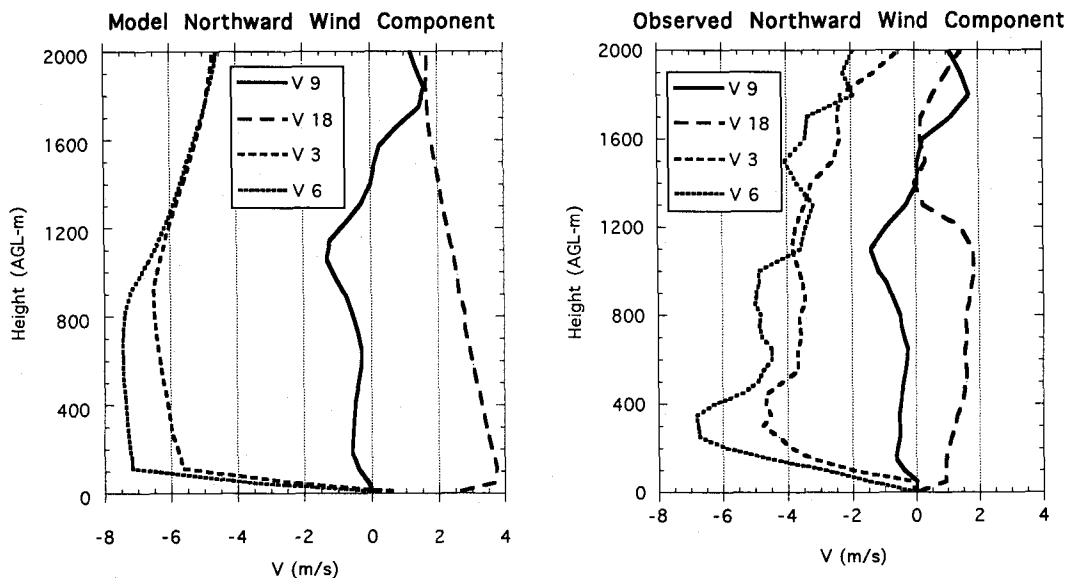 Model Northward Wind Component
2000
1600
1200
800
400
0
Height (AGL-m)
V 9
V 18
V 3
V 6
-8 -6 -4 -2 0 2 4
V (m/s)
Observed Northward Wind Component
2000
1600
1200
800
400
0
Height (AGL-m)
V 9
V 18
V 3
V 6
-8 -6 -4 -2 0 2 4
V (m/s)